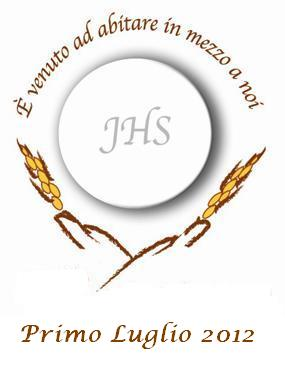 È venuto ad abitare in mezzo a noi
JHS
Primo Luglio 2012